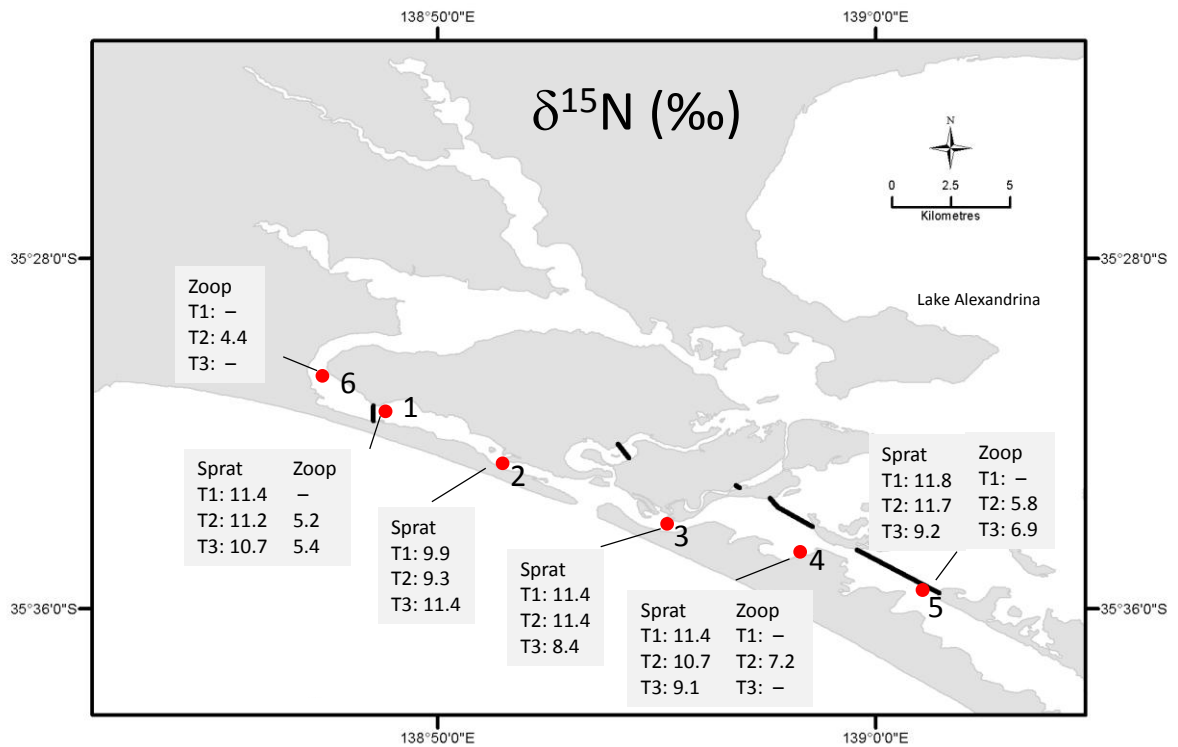 138°50'0"E
139°0'0"E
δ¹⁵N (‰)
N
0 2.5 5
Kilometres
35°28'0"S
35°28'0"S
Lake Alexandrina
Zoop
T1: –
T2: 4.4
T3: –
6
1
Sprat Zoop
T1: 11.4 –
T2: 11.2 5.2
T3: 10.7 5.4
2
Sprat
T1: 9.9
T2: 9.3
T3: 11.4
3
Sprat
T1: 11.4
T2: 11.4
T3: 8.4
4
Sprat Zoop
T1: 11.4 T1: –
T2: 10.7 T2: 7.2
T3: 9.1 T3: –
Sprat Zoop
T1: 11.8 T1: –
T2: 11.7 T2: 5.8
T3: 9.2 T3: 6.9
5
35°36'0"S
35°36'0"S
138°50'0"E
139°0'0"E